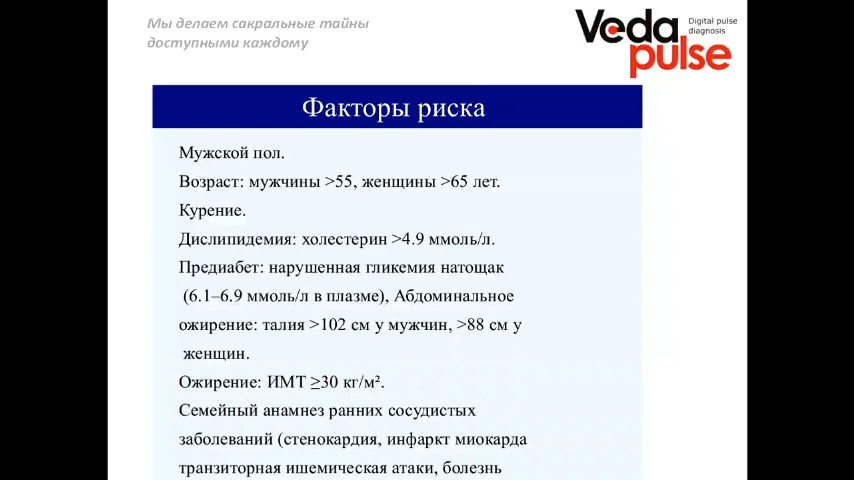 Мы делаем сакральные тайны
доступными каждому
Veda
pulse
Digital pulse
diagnosis
Факторы риска
Мужской пол.
Возраст: мужчины >55, женщины >65 лет.
Курение.
Дислипидемия: холестерин >4.9 ммоль/л.
Предиабет: нарушенная гликемия натощак
(6.1–6.9 ммоль/л в плазме), Абдоминальное
ожирение: талия >102 см у мужчин, >88 см у
женщин.
Ожирение: ИМТ ≥30 кг/м².
Семейный анамнез ранних сосудистых
заболеваний (стенокардия, инфаркт миокарда
транзиторная ишемическая атаки, болезнь